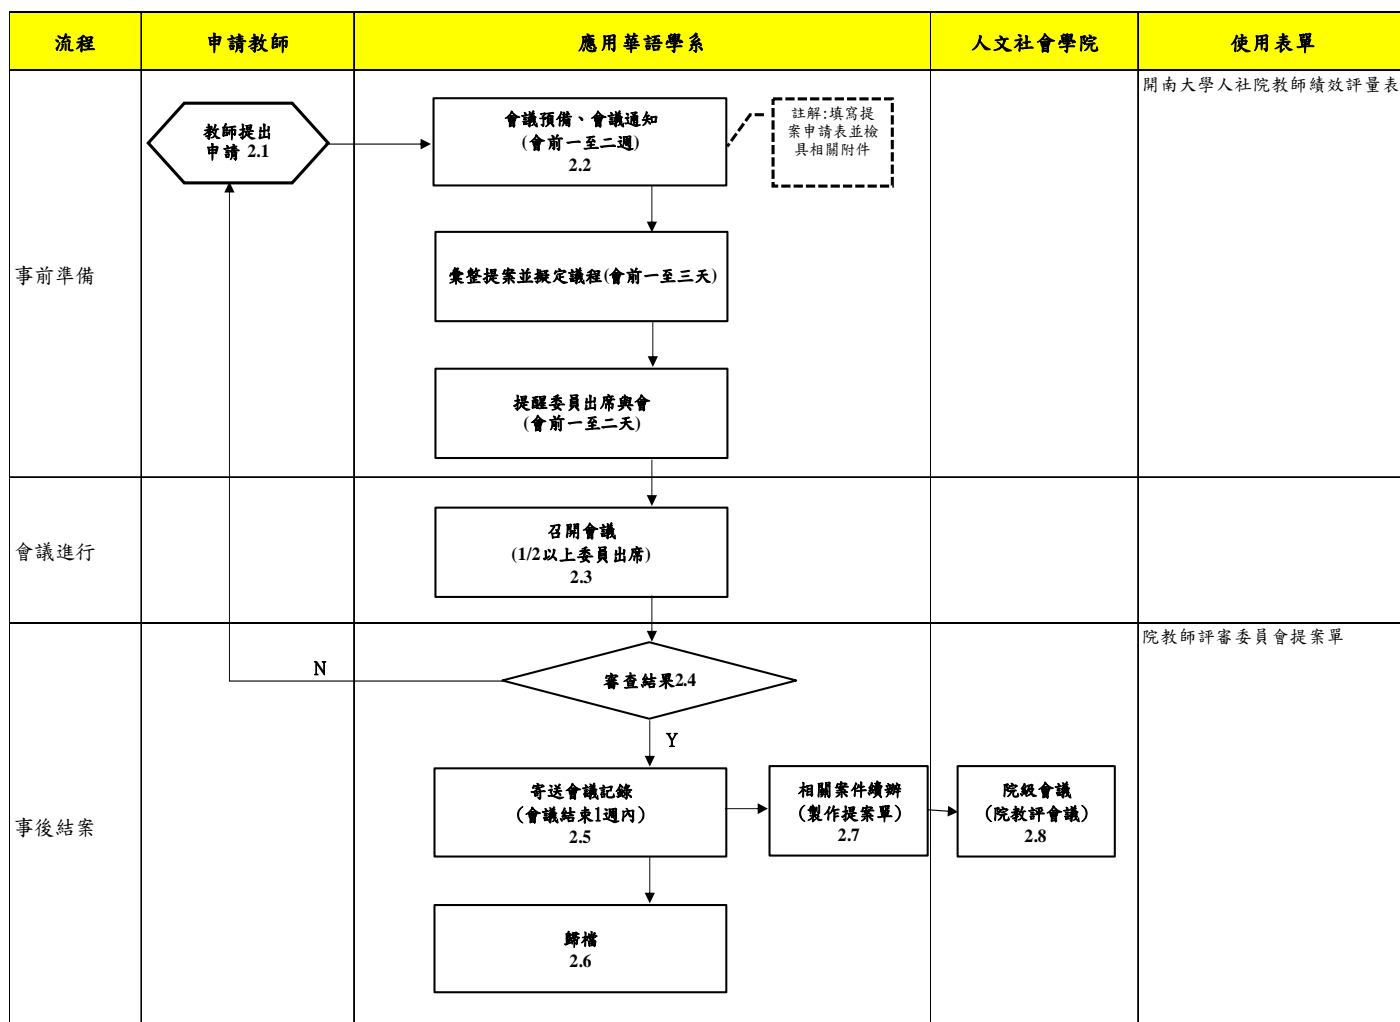 流程 申請教師 應用華語學系 人文社會學院 使用表單
開南大學人社院教師績效評量表
事前準備
教師提出
申請 2.1
會議預備、會議通知
(會前一至二週)
2.2
註解:填寫提
案申請表並檢
具相關附件
彙整提案並擬定議程(會前一至三天)
提醒委員出席與會
(會前一至二天)
會議進行
召開會議
(1/2以上委員出席)
2.3
院教師評審委員會提案單
事後結案
N
審查結果2.4
Y
寄送會議記錄
(會議結束1週內)
2.5
相關案件續辦
(製作提案單)
2.7
院級會議
(院教評會議)
2.8
歸檔
2.6